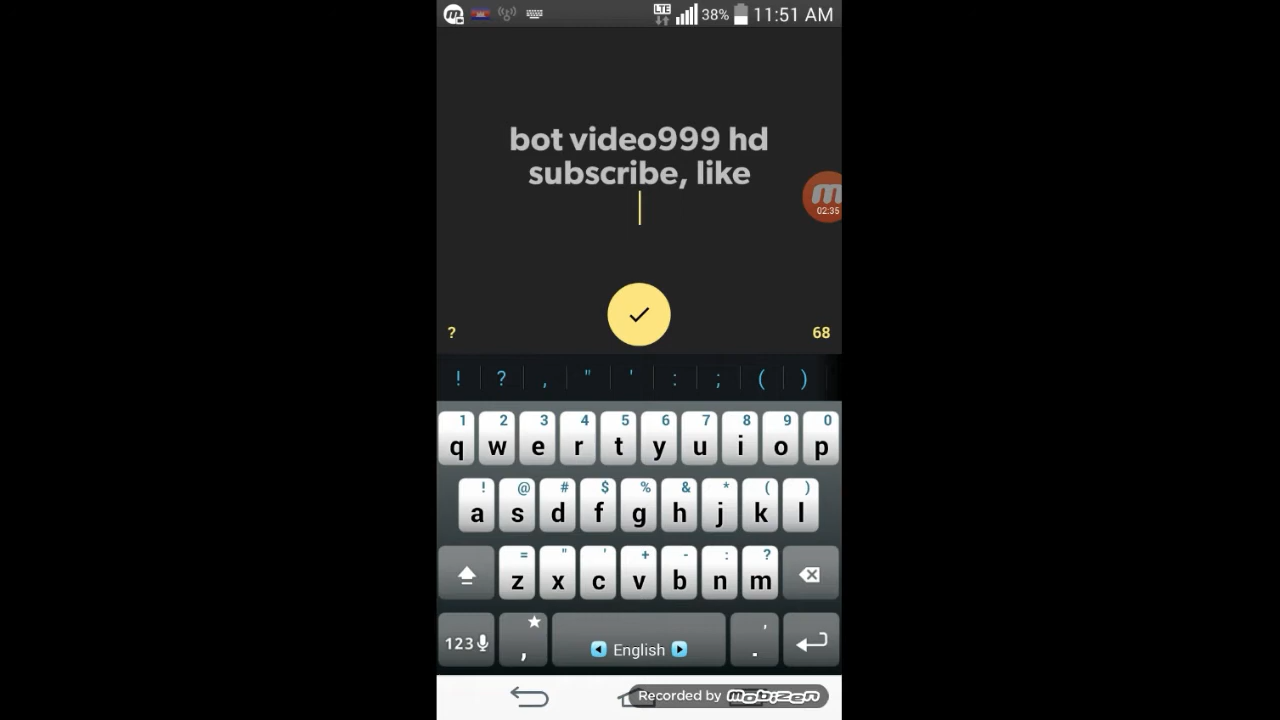 LTE 38% 11:51 AM
bot video999 hd
subscribe, like
02:35
? 68
! ? , " ' : ; ( )
1 2 3 4 5 6 7 8 9 0
q w e r t y u i o p
! @ # $ % & * ( )
a s d f g h j k l
= " ' + - : ?
z x c v b n m
123 , English . '
Recorded by mobizen